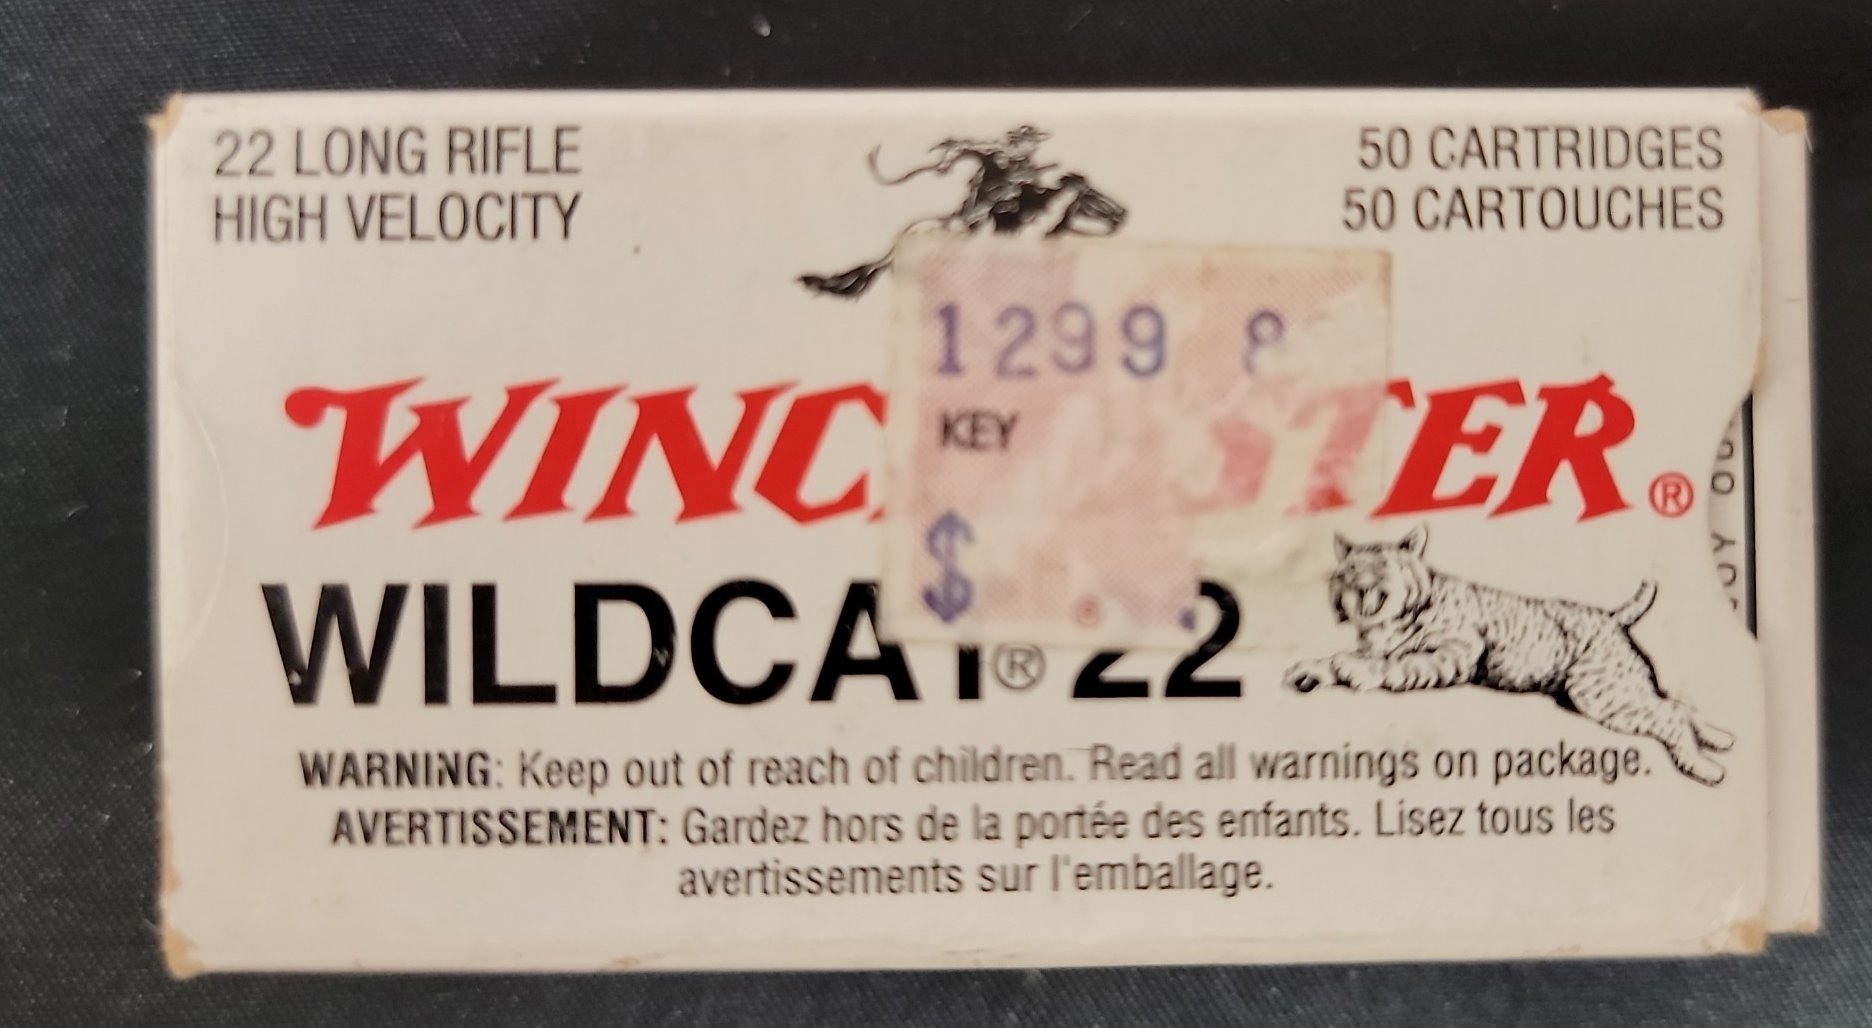 22 LONG RIFLE
HIGH VELOCITY
50 CARTRIDGES
50 CARTOUCHES
1299 8
KEY
$
WINC STER®
WILDCAT® 22
WARNING: Keep out of reach of children. Read all warnings on package.
AVERTISSEMENT: Gardez hors de la portée des enfants. Lisez tous les
avertissements sur l'emballage.